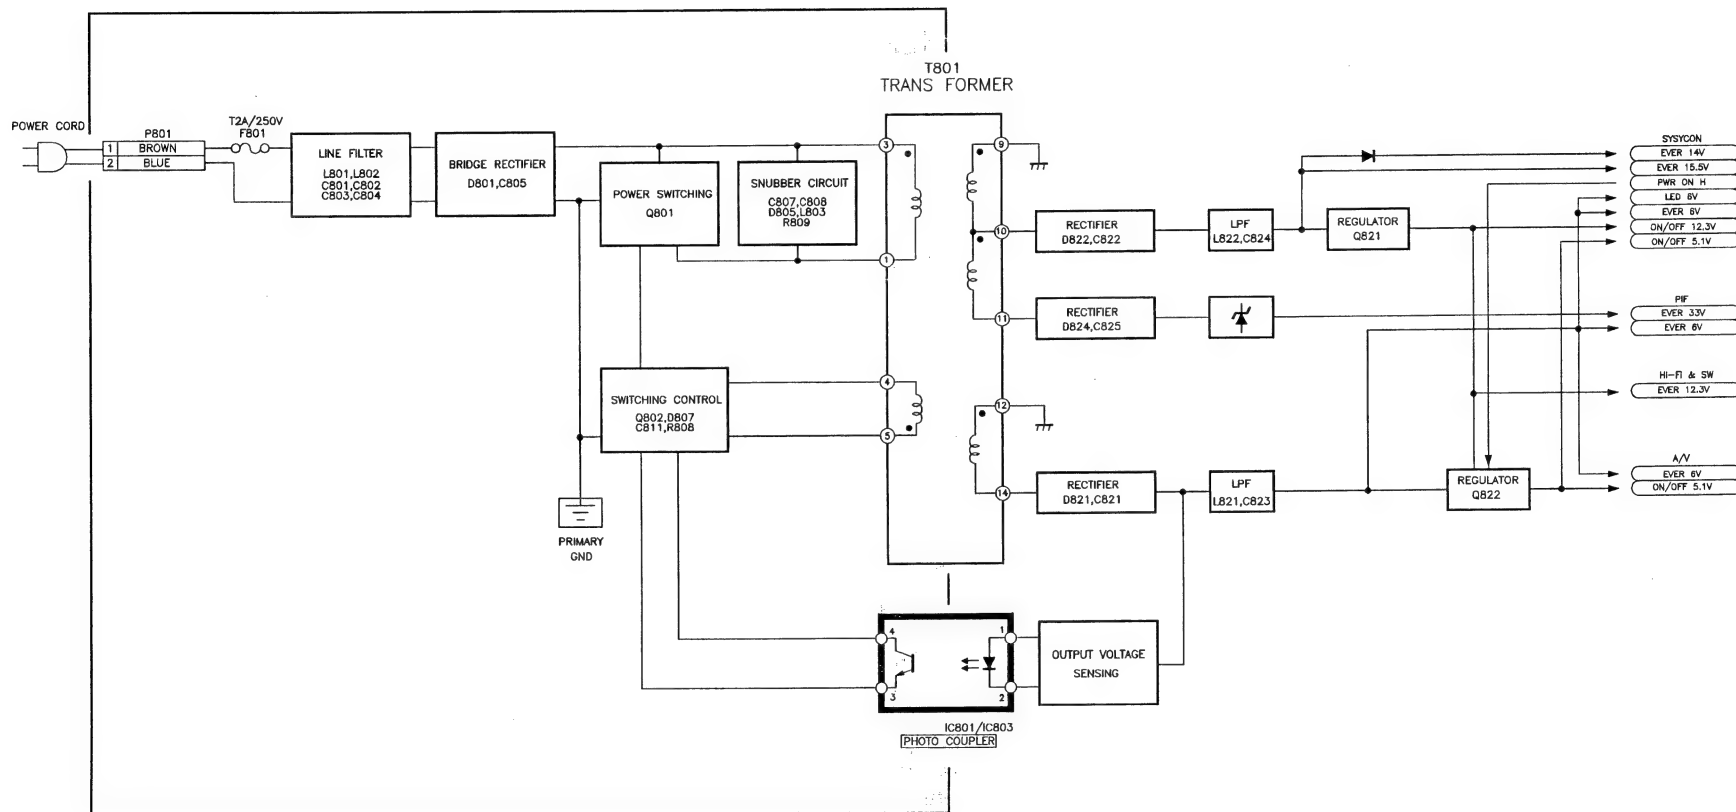 T801
TRANS FORMER
POWER CORD
P801
1 BROWN
2 BLUE
T2A/250V
F801
LINE FILTER
L801,L802
C801,C802
C803,C804
BRIDGE RECTIFIER
D801,C805
POWER SWITCHING
Q801
SNUBBER CIRCUIT
C807,C808
D805,L803
R809
SWITCHING CONTROL
Q802,D807
C811,R808
PRIMARY
GND
3
1
4
5
9
10
11
12
14
RECTIFIER
D822,C822
LPF
L822,C824
REGULATOR
Q821
RECTIFIER
D824,C825
RECTIFIER
D821,C821
LPF
L821,C823
REGULATOR
Q822
SYSYCON
EVER 14V
EVER 15.5V
PWR ON H
LED 6V
EVER 6V
ON/OFF 12.3V
ON/OFF 5.1V
PIF
EVER 33V
EVER 6V
HI-FI & SW
EVER 12.3V
A/V
EVER 6V
ON/OFF 5.1V
4
3
1
2
OUTPUT VOLTAGE
SENSING
IC801/IC803
PHOTO COUPLER